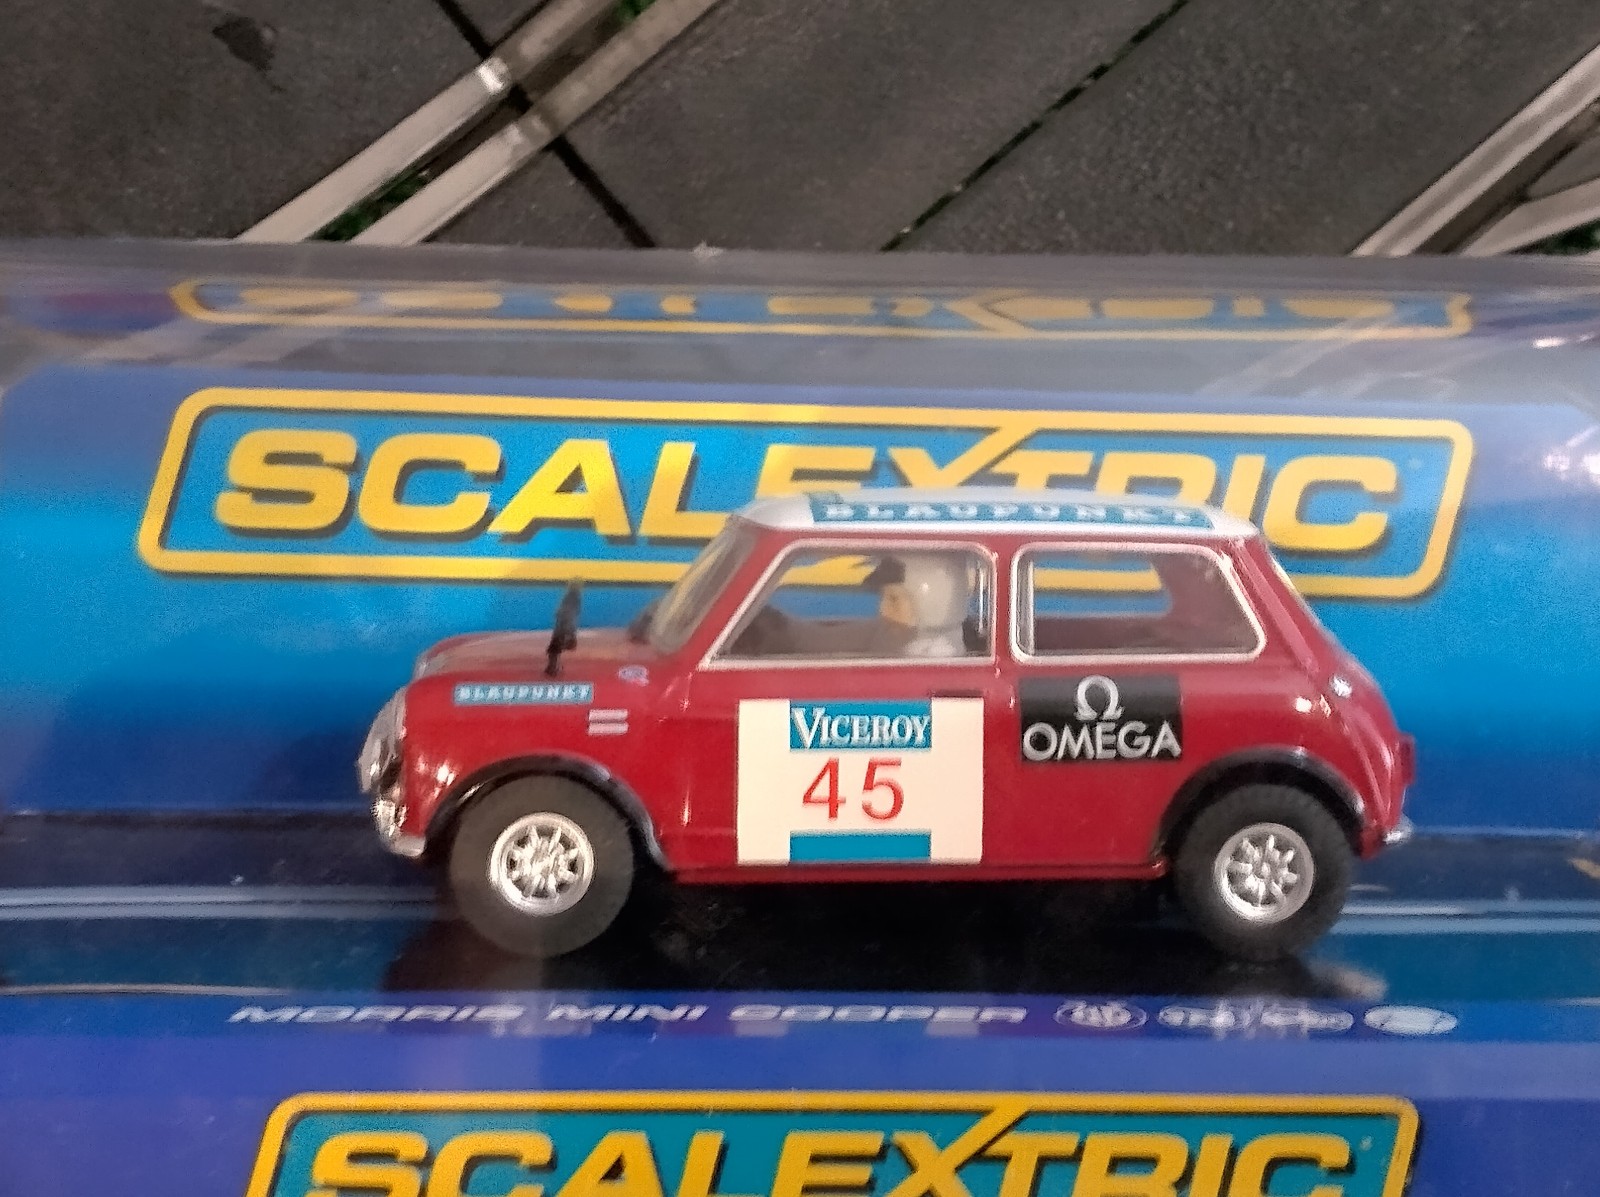 SCALEXTRIC
BLAUPUNKT
BLAUPUNKT
VICEROY
45
Ω
OMEGA
MORRIS MINI COOPER
SCALEXTRIC